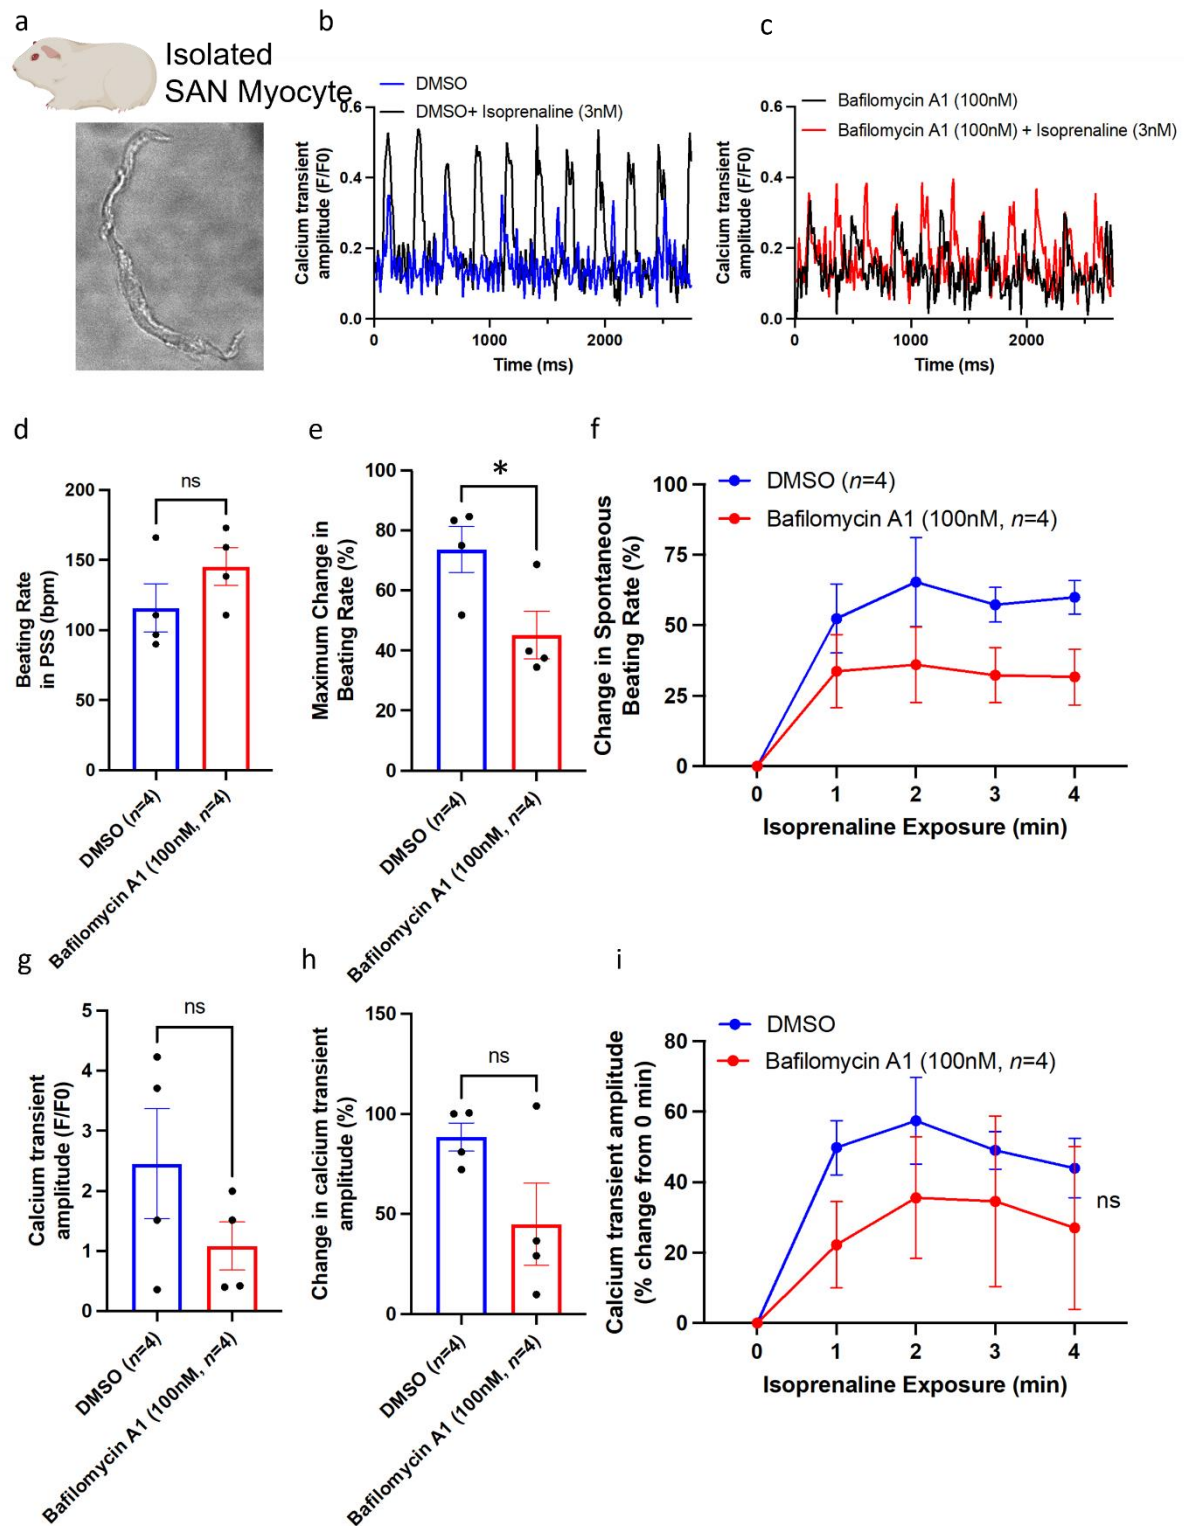 a
Isolated
SAN Myocyte
b
DMSO
DMSO+ Isoprenaline (3nM)
Calcium transient
amplitude (F/F0)
0.6
0.4
0.2
0.0
0
1000
2000
Time (ms)
c
Bafilomycin A1 (100nM)
Bafilomycin A1 (100nM) + Isoprenaline (3nM)
Calcium transient
amplitude (F/F0)
0.6
0.4
0.2
0.0
0
1000
2000
Time (ms)
d
Beating Rate
in PSS (bpm)
200
150
100
50
0
ns
DMSO (n=4)
Bafilomycin A1 (100nM, n=4)
e
Maximum Change in
Beating Rate (%)
100
80
60
40
20
0
*
DMSO (n=4)
Bafilomycin A1 (100nM, n=4)
f
DMSO (n=4)
Bafilomycin A1 (100nM, n=4)
Change in Spontaneous
Beating Rate (%)
100
75
50
25
0
0
1
2
3
4
Isoprenaline Exposure (min)
g
Calcium transient
amplitude (F/F0)
5
4
3
2
1
0
ns
DMSO (n=4)
Bafilomycin A1 (100nM, n=4)
h
Change in calcium transient
amplitude (%)
150
100
50
0
ns
DMSO (n=4)
Bafilomycin A1 (100nM, n=4)
i
DMSO
Bafilomycin A1 (100nM, n=4)
Calcium transient amplitude
(% change from 0 min)
80
60
40
20
0
ns
0
1
2
3
4
Isoprenaline Exposure (min)